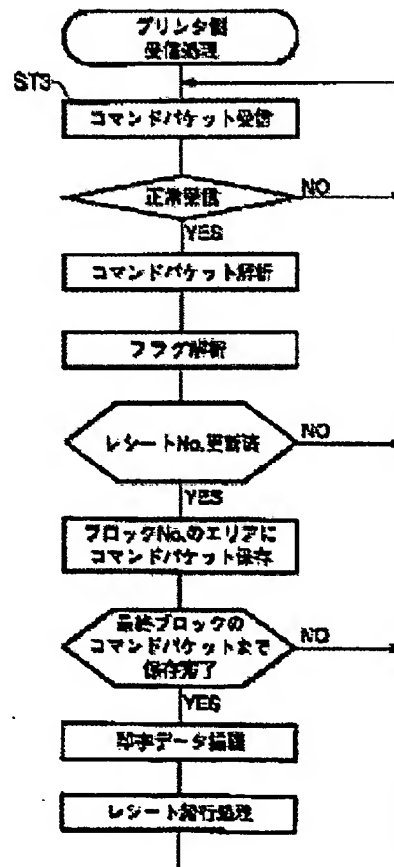 プリンタ側
受信処理
ST3
コマンドパケット受信
正常受信
NO
YES
コマンドパケット解析
フラグ解析
レシートNo.更新済
NO
YES
ブロックNo.のエリアに
コマンドパケット保存
最終ブロックの
コマンドパケットまで
保存完了
NO
YES
印字データ編集
レシート発行処理